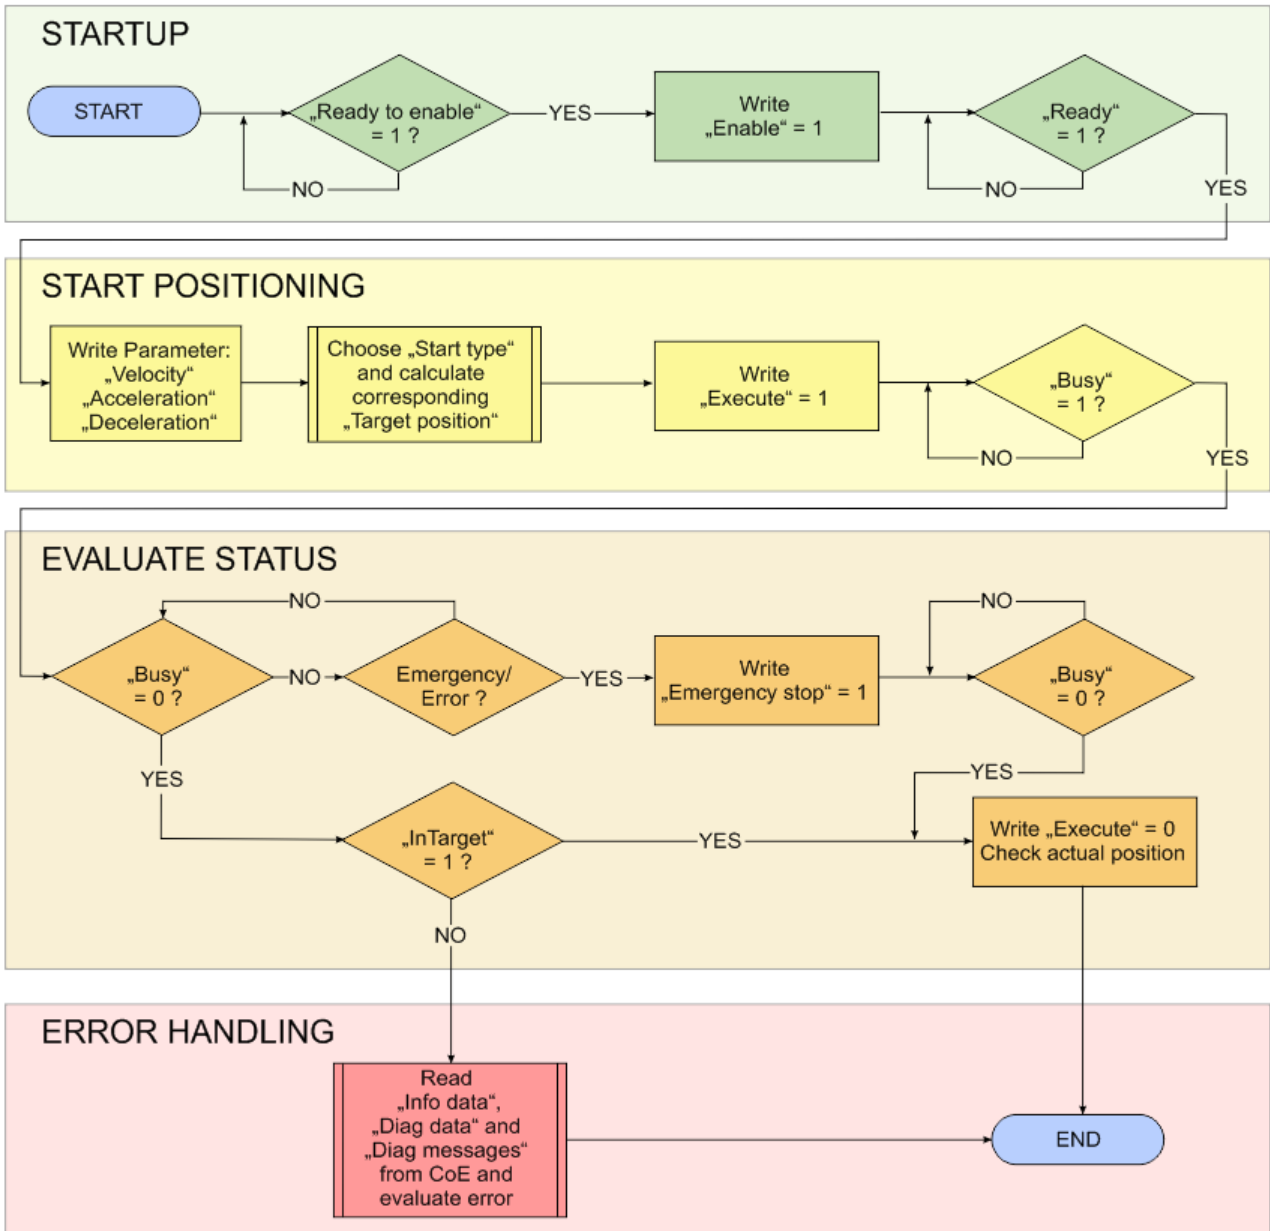 STARTUP
START
„Ready to enable“
= 1 ?
YES
NO
Write
„Enable“ = 1
„Ready“
= 1 ?
NO
YES
START POSITIONING
Write Parameter:
„Velocity“
„Acceleration“
„Deceleration“
Choose „Start type“
and calculate
corresponding
„Target position“
Write
„Execute“ = 1
„Busy“
= 1 ?
NO
YES
EVALUATE STATUS
NO
„Busy“
= 0 ?
NO
Emergency/
Error ?
YES
Write
„Emergency stop“ = 1
NO
„Busy“
= 0 ?
YES
YES
„InTarget“
= 1 ?
YES
Write „Execute“ = 0
Check actual position
NO
ERROR HANDLING
Read
„Info data“,
„Diag data“ and
„Diag messages“
from CoE and
evaluate error
END